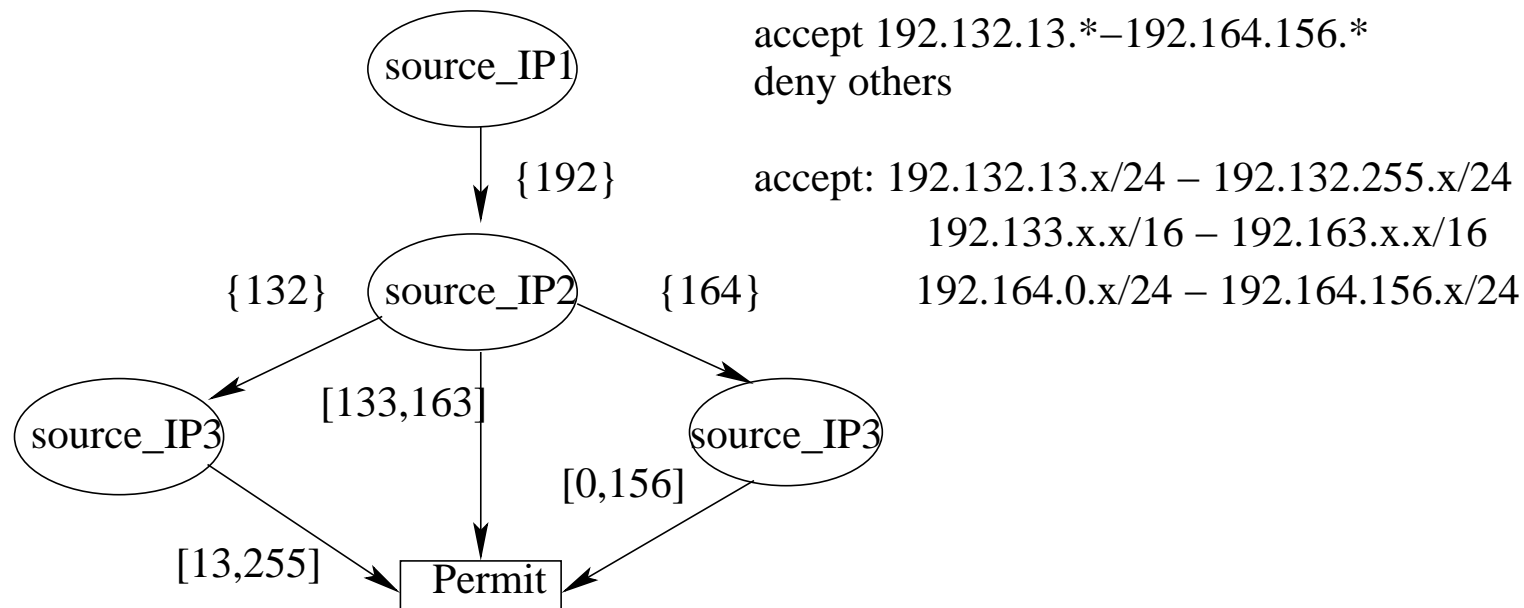 source_IP1
accept 192.132.13.*−192.164.156.*
deny others
{192}
accept: 192.132.13.x/24 − 192.132.255.x/24
192.133.x.x/16 − 192.163.x.x/16
192.164.0.x/24 − 192.164.156.x/24
{132}
source_IP2
{164}
[133,163]
source_IP3
source_IP3
[0,156]
[13,255]
Permit